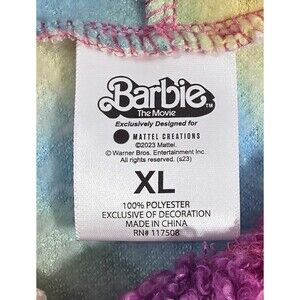 Barbie™
The Movie
Exclusively Designed for
MATTEL CREATIONS
©2023 Mattel.
© Warner Bros. Entertainment Inc.
All rights reserved. (s23)
XL
100% POLYESTER
EXCLUSIVE OF DECORATION
MADE IN CHINA
RN# 117508